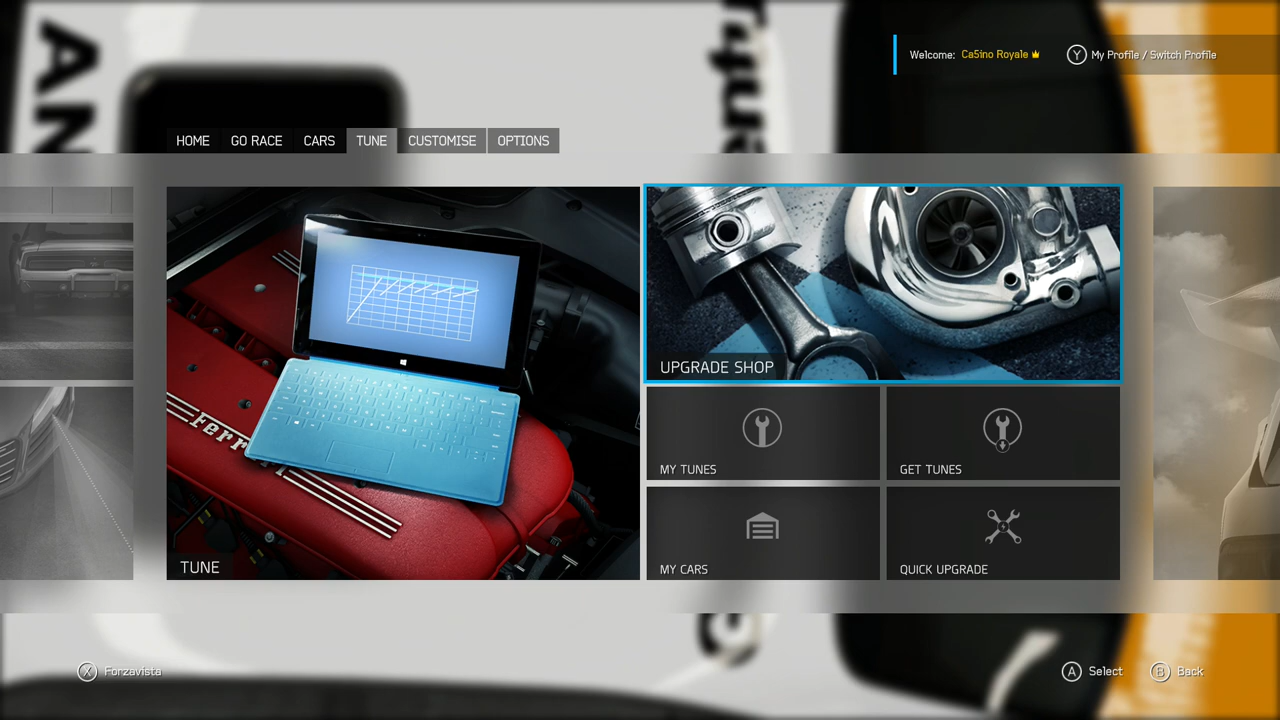 Welcome: Ca5ino Royale
Y My Profile / Switch Profile
HOME GO RACE CARS TUNE CUSTOMISE OPTIONS
UPGRADE SHOP
MY TUNES
GET TUNES
TUNE
MY CARS
QUICK UPGRADE
X Forzavista
A Select
B Back